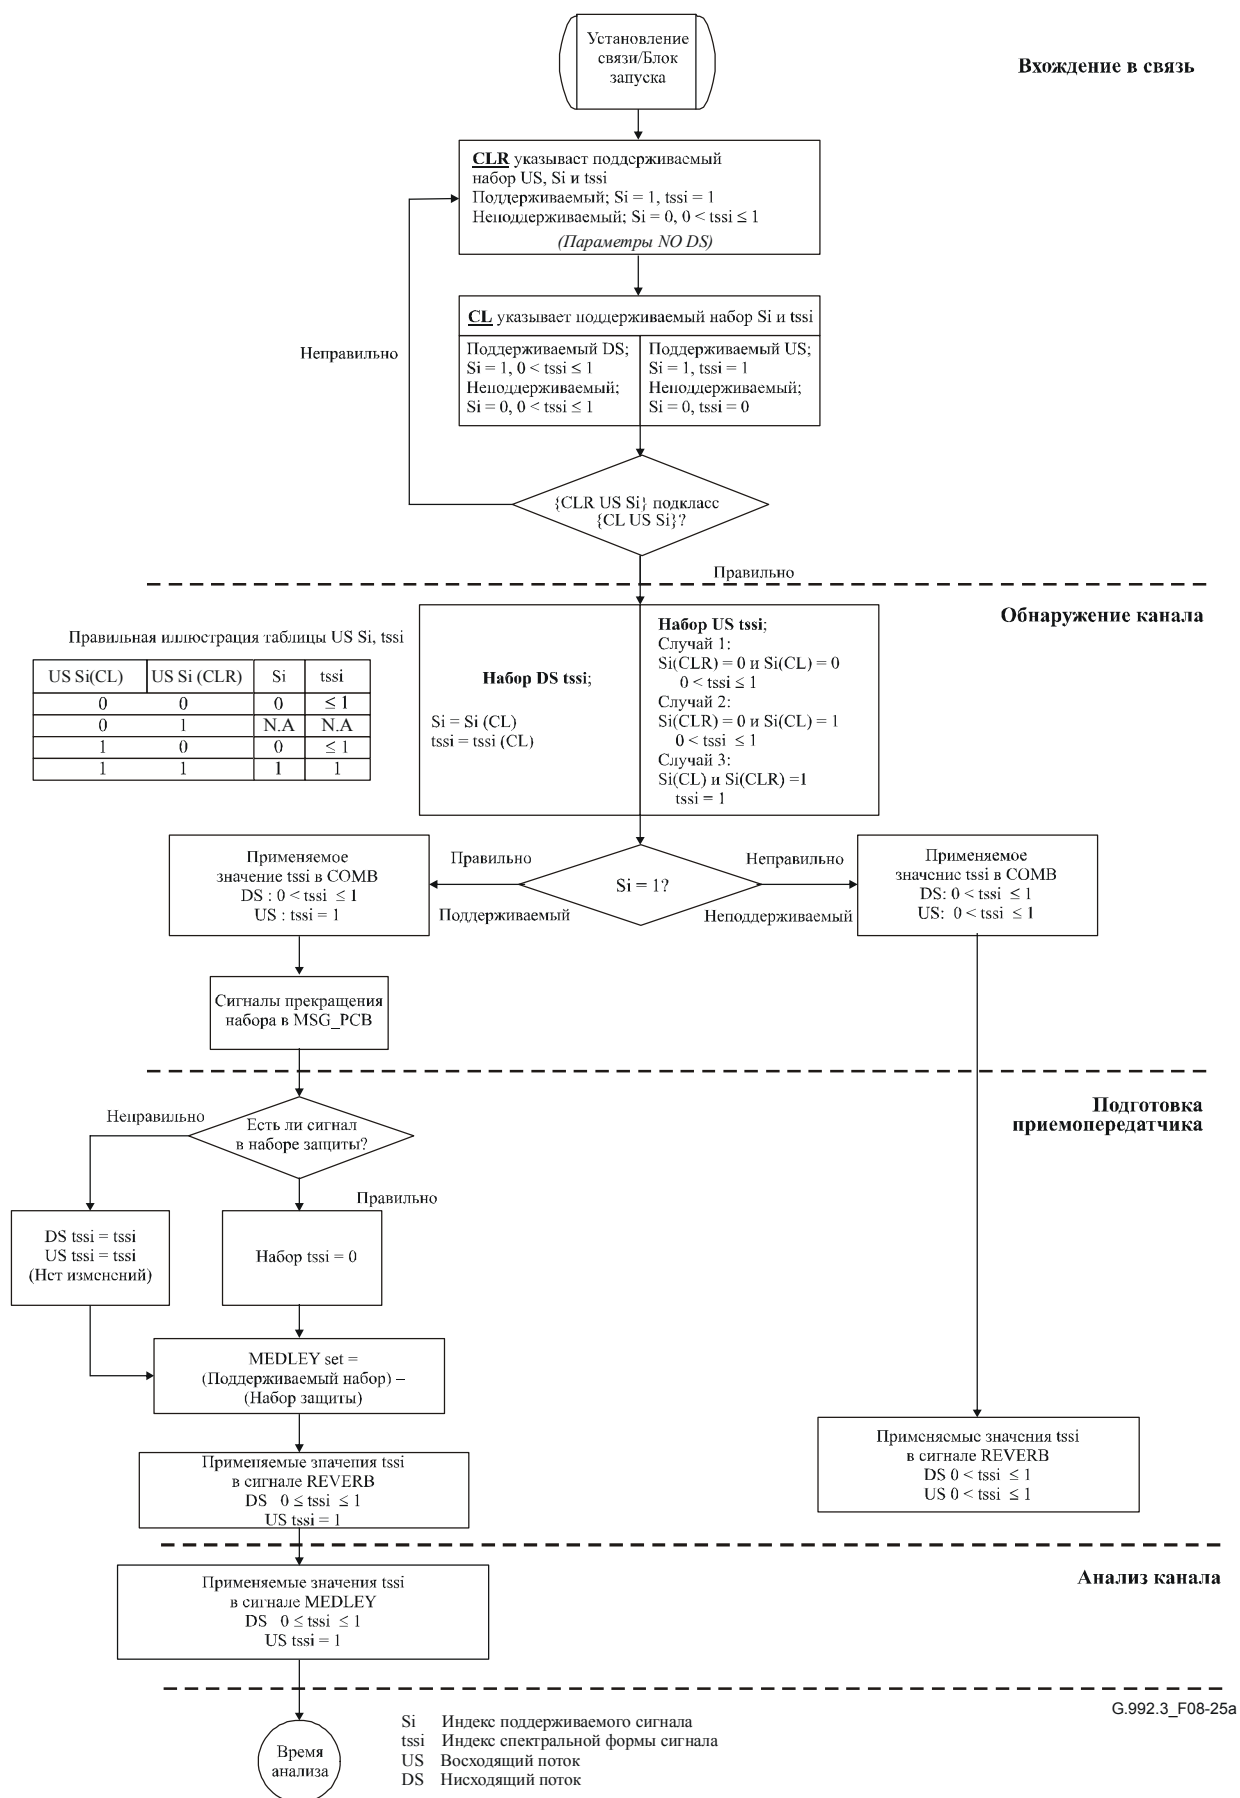 Установление
связи/Блок
запуска
Вхождение в связь
CLR указывает поддерживаемый
набор US, Si и tssi
Поддерживаемый; Si = 1, tssi = 1
Неподдерживаемый; Si = 0, 0 < tssi ≤ 1
(Параметры NO DS)
CL указывает поддерживаемый набор Si и tssi
Поддерживаемый DS;
Si = 1, 0 < tssi ≤ 1
Неподдерживаемый;
Si = 0, 0 < tssi ≤ 1
Поддерживаемый US;
Si = 1, tssi = 1
Неподдерживаемый;
Si = 0, tssi = 0
Неправильно
{CLR US Si} подкласс
{CL US Si}?
Правильно
Обнаружение канала
Правильная иллюстрация таблицы US Si, tssi
US Si(CL) US Si (CLR) Si tssi
0 0 0 ≤ 1
0 1 N.A N.A
1 0 0 ≤ 1
1 1 1 1
Набор DS tssi;
Si = Si (CL)
tssi = tssi (CL)
Набор US tssi;
Случай 1:
Si(CLR) = 0 и Si(CL) = 0
0 < tssi ≤ 1
Случай 2:
Si(CLR) = 0 и Si(CL) = 1
0 < tssi ≤ 1
Случай 3:
Si(CL) и Si(CLR) =1
tssi = 1
Применяемое
значение tssi в COMB
DS : 0 < tssi ≤ 1
US : tssi = 1
Правильно
Поддерживаемый
Si = 1?
Неправильно
Неподдерживаемый
Применяемое
значение tssi в COMB
DS: 0 < tssi ≤ 1
US: 0 < tssi ≤ 1
Сигналы прекращения
набора в MSG_PCB
Подготовка
приемопередатчика
Неправильно
Есть ли сигнал
в наборе защиты?
Правильно
DS tssi = tssi
US tssi = tssi
(Нет изменений)
Набор tssi = 0
MEDLEY set =
(Поддерживаемый набор) –
(Набор защиты)
Применяемые значения tssi
в сигнале REVERB
DS 0 ≤ tssi ≤ 1
US tssi = 1
Применяемые значения tssi
в сигнале REVERB
DS 0 < tssi ≤ 1
US 0 < tssi ≤ 1
Анализ канала
Применяемые значения tssi
в сигнале MEDLEY
DS 0 ≤ tssi ≤ 1
US tssi = 1
G.992.3_F08-25a
Время
анализа
Si Индекс поддерживаемого сигнала
tssi Индекс спектральной формы сигнала
US Восходящий поток
DS Нисходящий поток